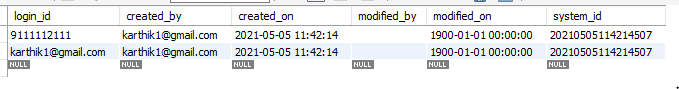 login_id created_by created_on modified_by modified_on system_id
9111112111 karthik1@gmail.com 2021-05-05 11:42:14 1900-01-01 00:00:00 20210505114214507
karthik1@gmail.com karthik1@gmail.com 2021-05-05 11:42:14 1900-01-01 00:00:00 20210505114214507
NULL NULL NULL NULL NULL NULL